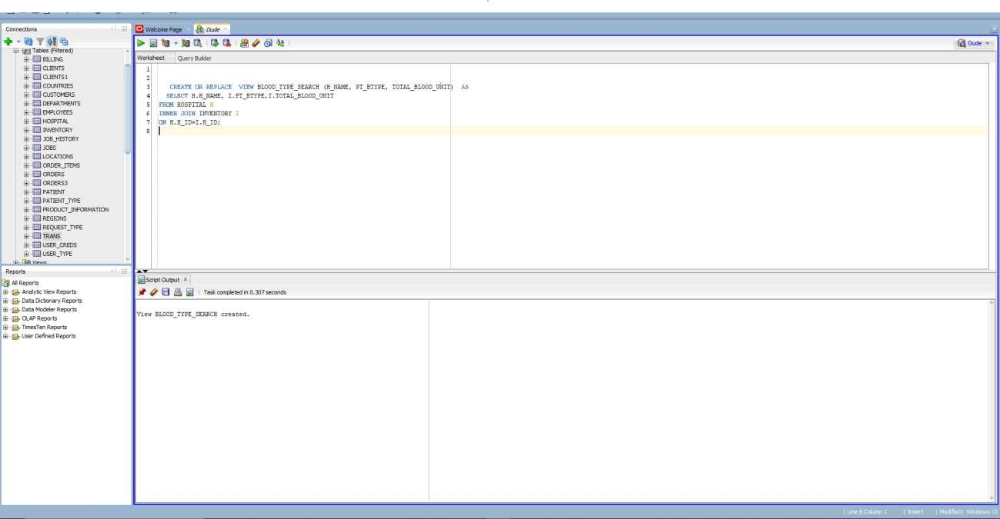 Connections
Tables (Filtered)
BILLING
CLIENTS
CLIENTS1
COUNTRIES
CUSTOMERS
DEPARTMENTS
EMPLOYEES
HOSPITAL
INVENTORY
JOB_HISTORY
JOBS
LOCATIONS
ORDER_ITEMS
ORDERS
ORDERS3
PATIENT
PATIENT_TYPE
PRODUCT_INFORMATION
REGIONS
REQUEST_TYPE
TRANS
USER_CREDS
USER_TYPE
Views
Reports
All Reports
Analytic View Reports
Data Dictionary Reports
Data Modeler Reports
OLAP Reports
TimesTen Reports
User Defined Reports
Welcome Page Dude
Dude
Worksheet Query Builder
1
2
3 CREATE OR REPLACE VIEW BLOOD_TYPE_SEARCH (H_NAME, PT_BTYPE, TOTAL_BLOOD_UNIT) AS
4 SELECT H.H_NAME, I.PT_BTYPE,I.TOTAL_BLOOD_UNIT
5 FROM HOSPITAL H
6 INNER JOIN INVENTORY I
7 ON H.H_ID=I.H_ID;
8
Script Output x
Task completed in 0.307 seconds
View BLOOD_TYPE_SEARCH created.
| Line 8 Column 1 | Insert | Modified | Windows: Cl